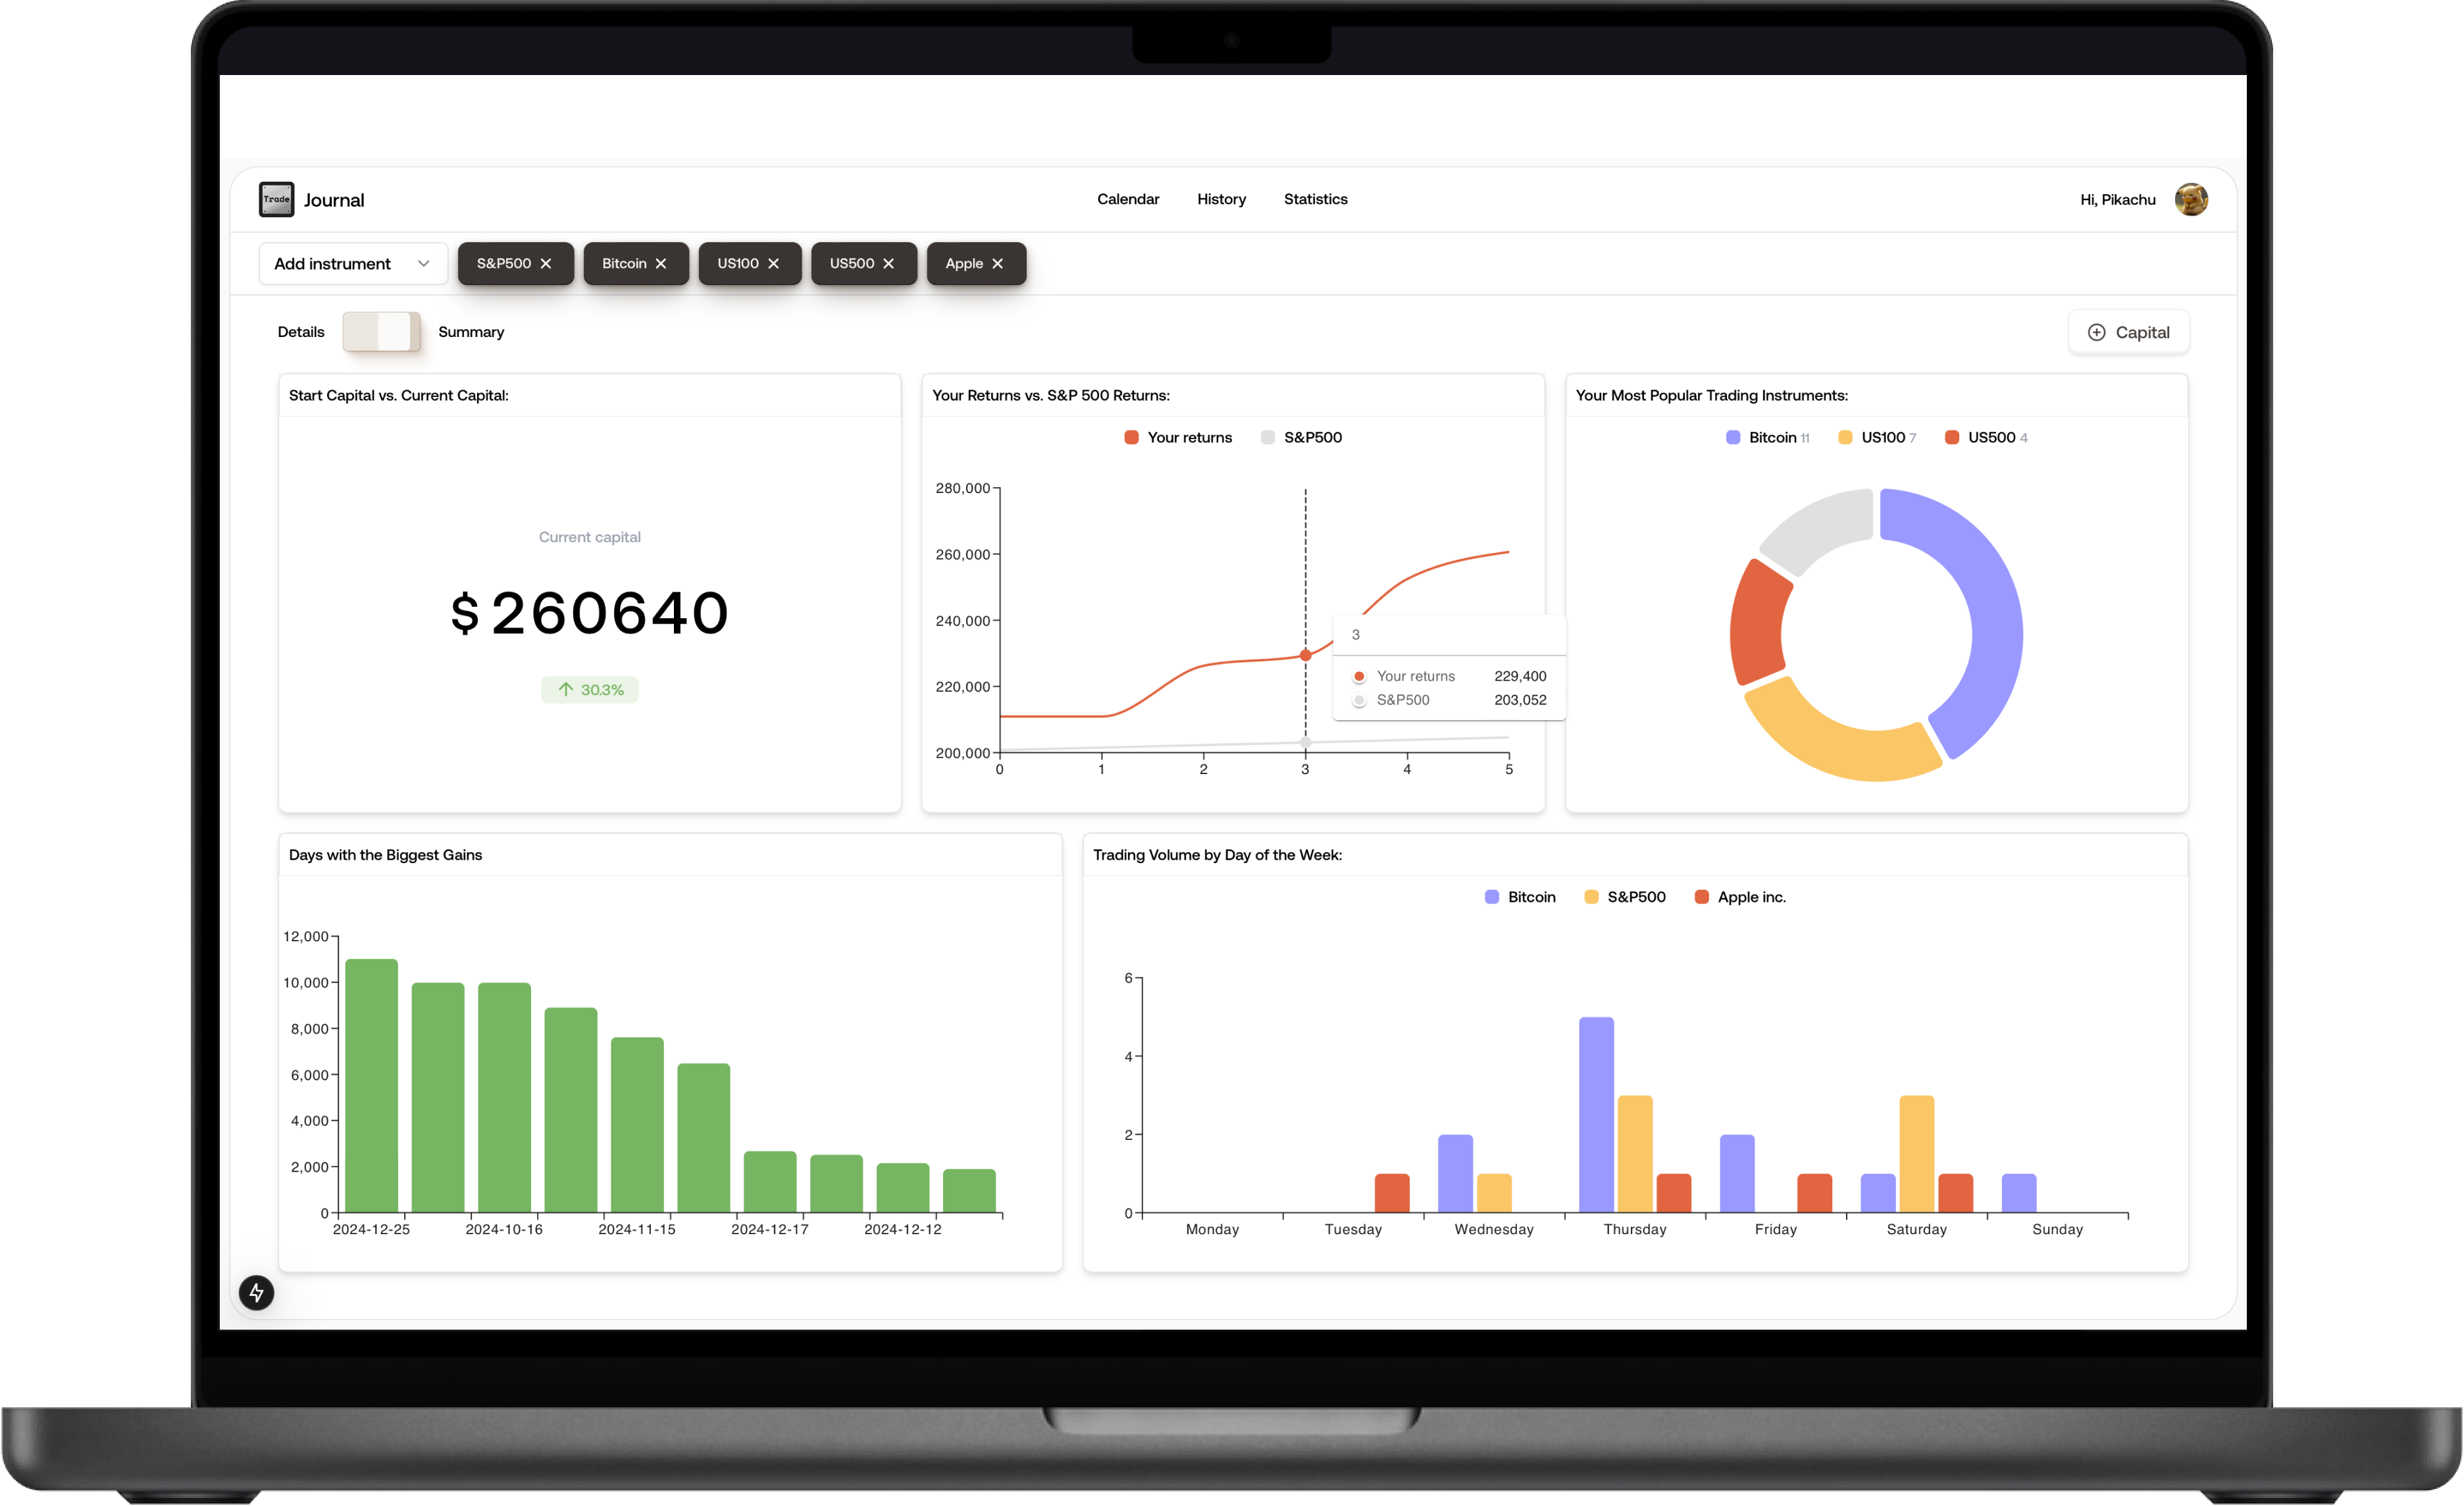 Trade
Journal
Calendar
History
Statistics
Hi, Pikachu
Add instrument
S&P500
Bitcoin
US100
US500
Apple
Details
Summary
Capital
Start Capital vs. Current Capital:
Current capital
$ 260640
30.3%
Your Returns vs. S&P 500 Returns:
Your returns
S&P500
280,000
260,000
240,000
220,000
200,000
0
1
2
3
4
5
3
Your returns 229,400
S&P500 203,052
Your Most Popular Trading Instruments:
Bitcoin 11
US100 7
US500 4
Days with the Biggest Gains
12,000
10,000
8,000
6,000
4,000
2,000
0
2024-12-25
2024-10-16
2024-11-15
2024-12-17
2024-12-12
Trading Volume by Day of the Week:
Bitcoin
S&P500
Apple inc.
6
4
2
0
Monday
Tuesday
Wednesday
Thursday
Friday
Saturday
Sunday